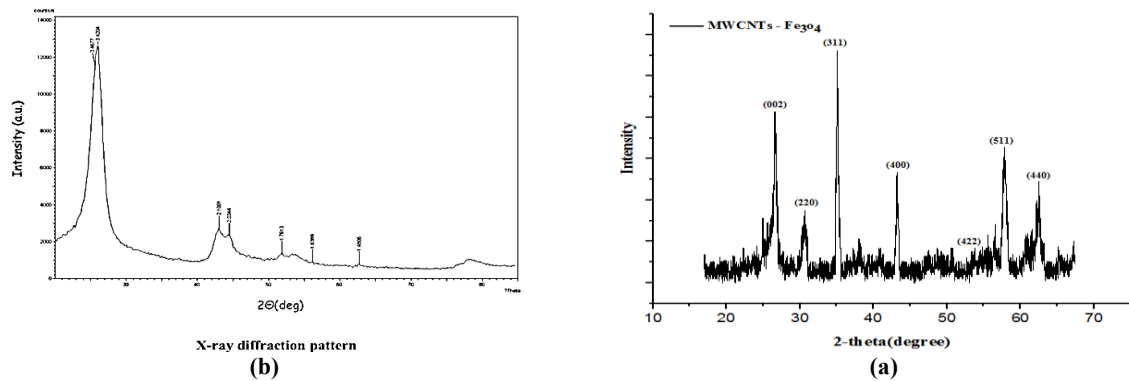 counts/s
14000
12000
10000
8000
6000
4000
2000
0
Intensity (a.u.)
30
40
50
60
70
80
°Theta
2Θ(deg)
X-ray diffraction pattern
(b)
MWCNTs - Fe3o4
(311)
(002)
(511)
(400)
(440)
(220)
(422)
Intensity
10
20
30
40
50
60
70
2-theta(degree)
(a)